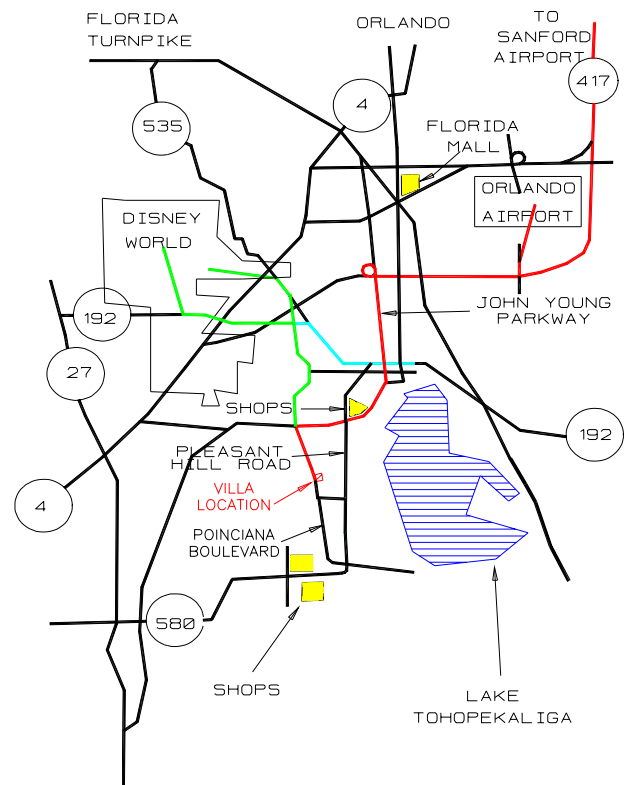 FLORIDA
TURNPIKE
ORLANDO
TO
SANFORD
AIRPORT
417
4
535
FLORIDA
MALL
ORLANDO
AIRPORT
DISNEY
WORLD
192
JOHN YOUNG
PARKWAY
27
SHOPS
192
PLEASANT
HILL ROAD
VILLA
LOCATION
4
POINCIANA
BOULEVARD
580
SHOPS
LAKE
TOHOPEKALIGA